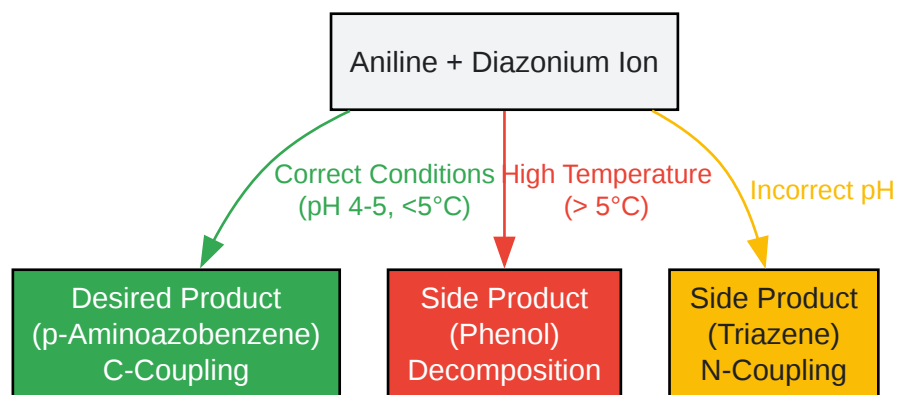 Aniline + Diazonium Ion
Correct Conditions
(pH 4-5, <5°C)
High Temperature
(> 5°C)
Incorrect pH
Desired Product
(p-Aminoazobenzene)
C-Coupling
Side Product
(Phenol)
Decomposition
Side Product
(Triazene)
N-Coupling